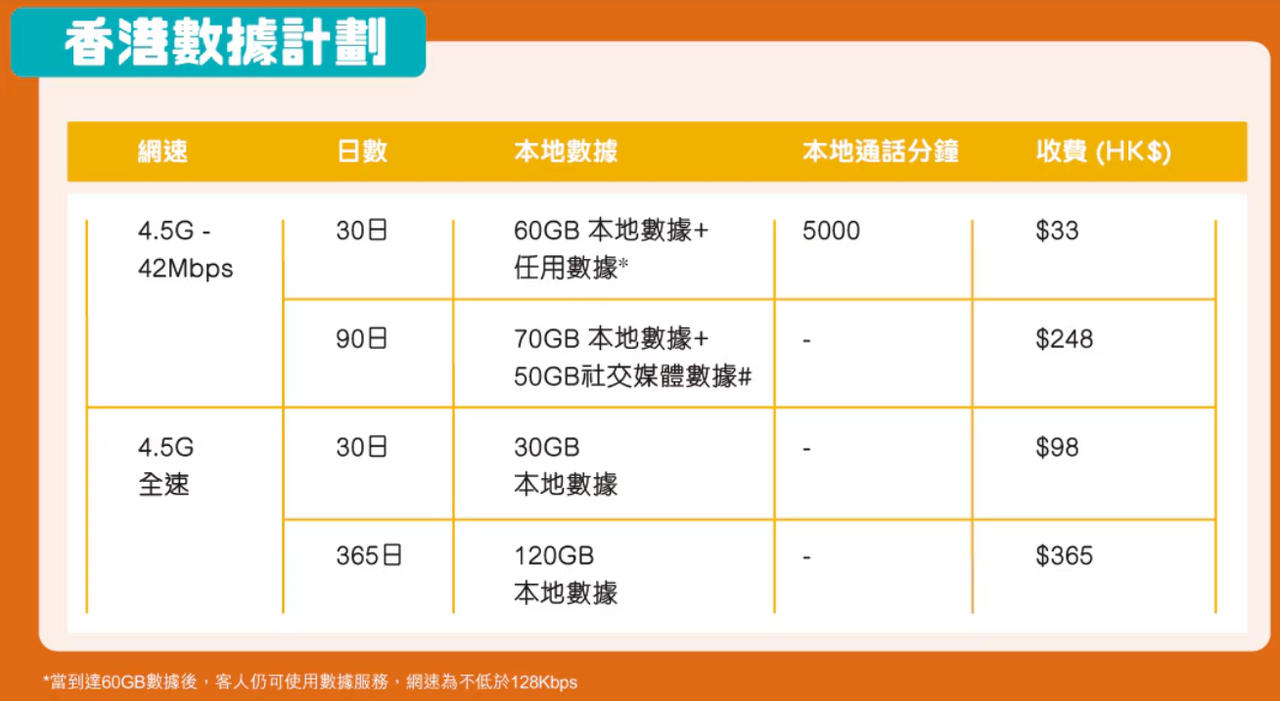 香港數據計劃
網速 日數 本地數據 本地通話分鐘 收費 (HK$)
4.5G - 30日 60GB 本地數據+ 5000 $33
42Mbps 任用數據*
90日 70GB 本地數據+ - $248
50GB社交媒體數據#
4.5G 30日 30GB - $98
全速 本地數據
365日 120GB - $365
本地數據
*當到達60GB數據後，客人仍可使用數據服務，網速為不低於128Kbps